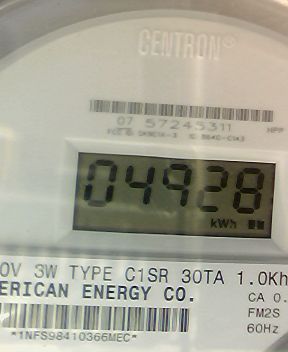 CENTRON®
07 57245311
HPP
04928
kWh
0V 3W TYPE C1SR 30TA 1.0Kh
ERICAN ENERGY CO.
CA 0.
FM2S
60Hz
*1NFS98410366MEC*